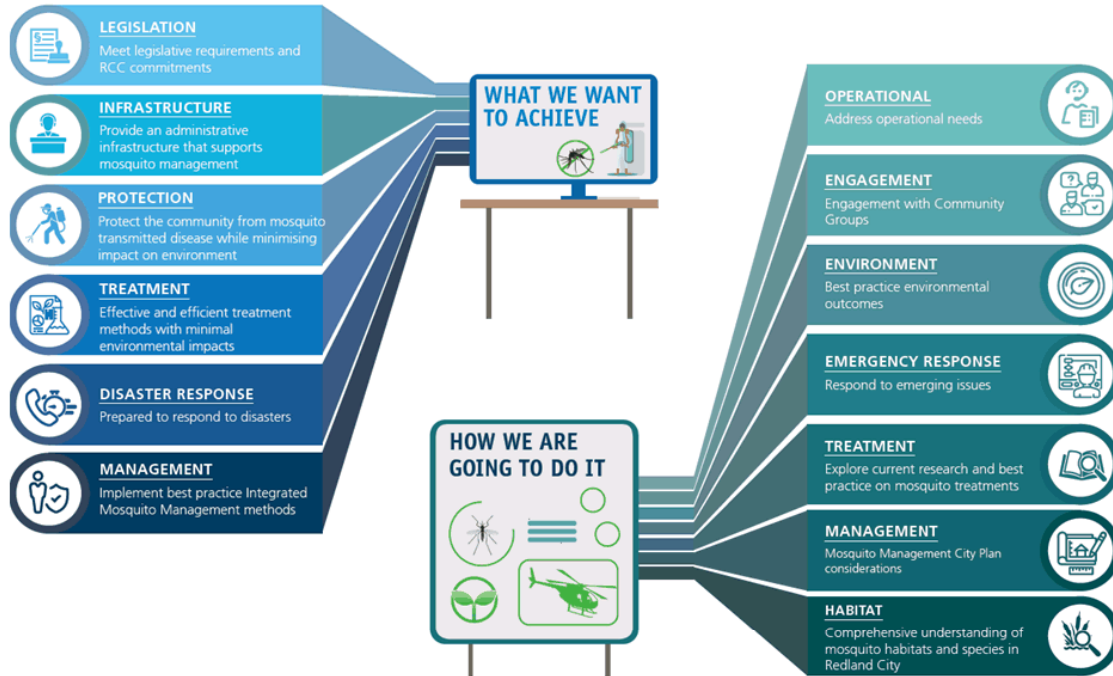 LEGISLATION
Meet legislative requirements and
RCC commitments
INFRASTRUCTURE
Provide an administrative
infrastructure that supports
mosquito management
PROTECTION
Protect the community from mosquito
transmitted disease while minimising
impact on environment
TREATMENT
Effective and efficient treatment
methods with minimal
environmental impacts
DISASTER RESPONSE
Prepared to respond to disasters
MANAGEMENT
Implement best practice Integrated
Mosquito Management methods
WHAT WE WANT
TO ACHIEVE
HOW WE ARE
GOING TO DO IT
OPERATIONAL
Address operational needs
ENGAGEMENT
Engagement with Community
Groups
ENVIRONMENT
Best practice environmental
outcomes
EMERGENCY RESPONSE
Respond to emerging issues
TREATMENT
Explore current research and best
practice on mosquito treatments
MANAGEMENT
Mosquito Management City Plan
considerations
HABITAT
Comprehensive understanding of
mosquito habitats and species in
Redland City